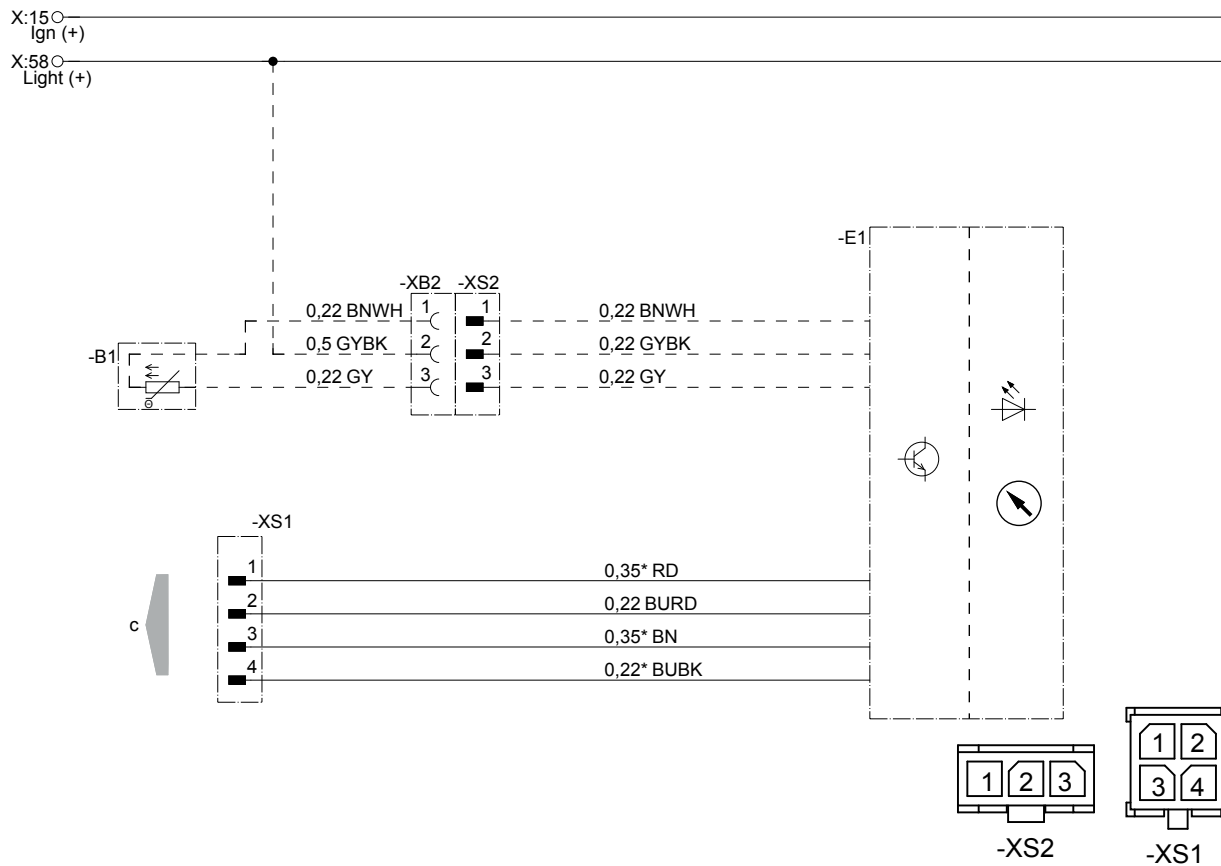 X:15
Ign (+)
X:58
Light (+)
-E1
-XB2 -XS2
0,22 BNWH 1 1 0,22 BNWH
-B1 0,5 GYBK 2 2 0,22 GYBK
0,22 GY 3 3 0,22 GY
Θ
-XS1
1 0,35* RD
2 0,22 BURD
c
3 0,35* BN
4 0,22* BUBK
1 2 3
-XS2
1 2
3 4
-XS1